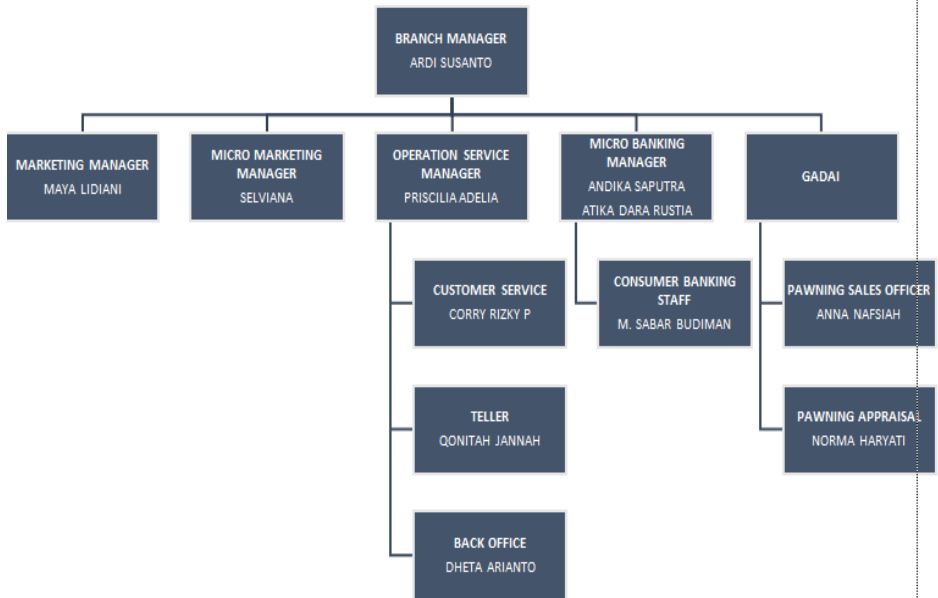 BRANCH MANAGER
ARDI SUSANTO
MARKETING MANAGER
MAYA LIDIANI
MICRO MARKETING
MANAGER
SELVIANA
OPERATION SERVICE
MANAGER
PRISCILIA ADELIA
MICRO BANKING
MANAGER
ANDIKA SAPUTRA
ATIKA DARA RUSTIA
GADAI
CUSTOMER SERVICE
CORRY RIZKY P
TELLER
QONITAH JANNAH
BACK OFFICE
DHETA ARIANTO
CONSUMER BANKING
STAFF
M. SABAR BUDIMAN
PAWNING SALES OFFICER
ANNA NAFSIAH
PAWNING APPRAISAL
NORMA HARYATI